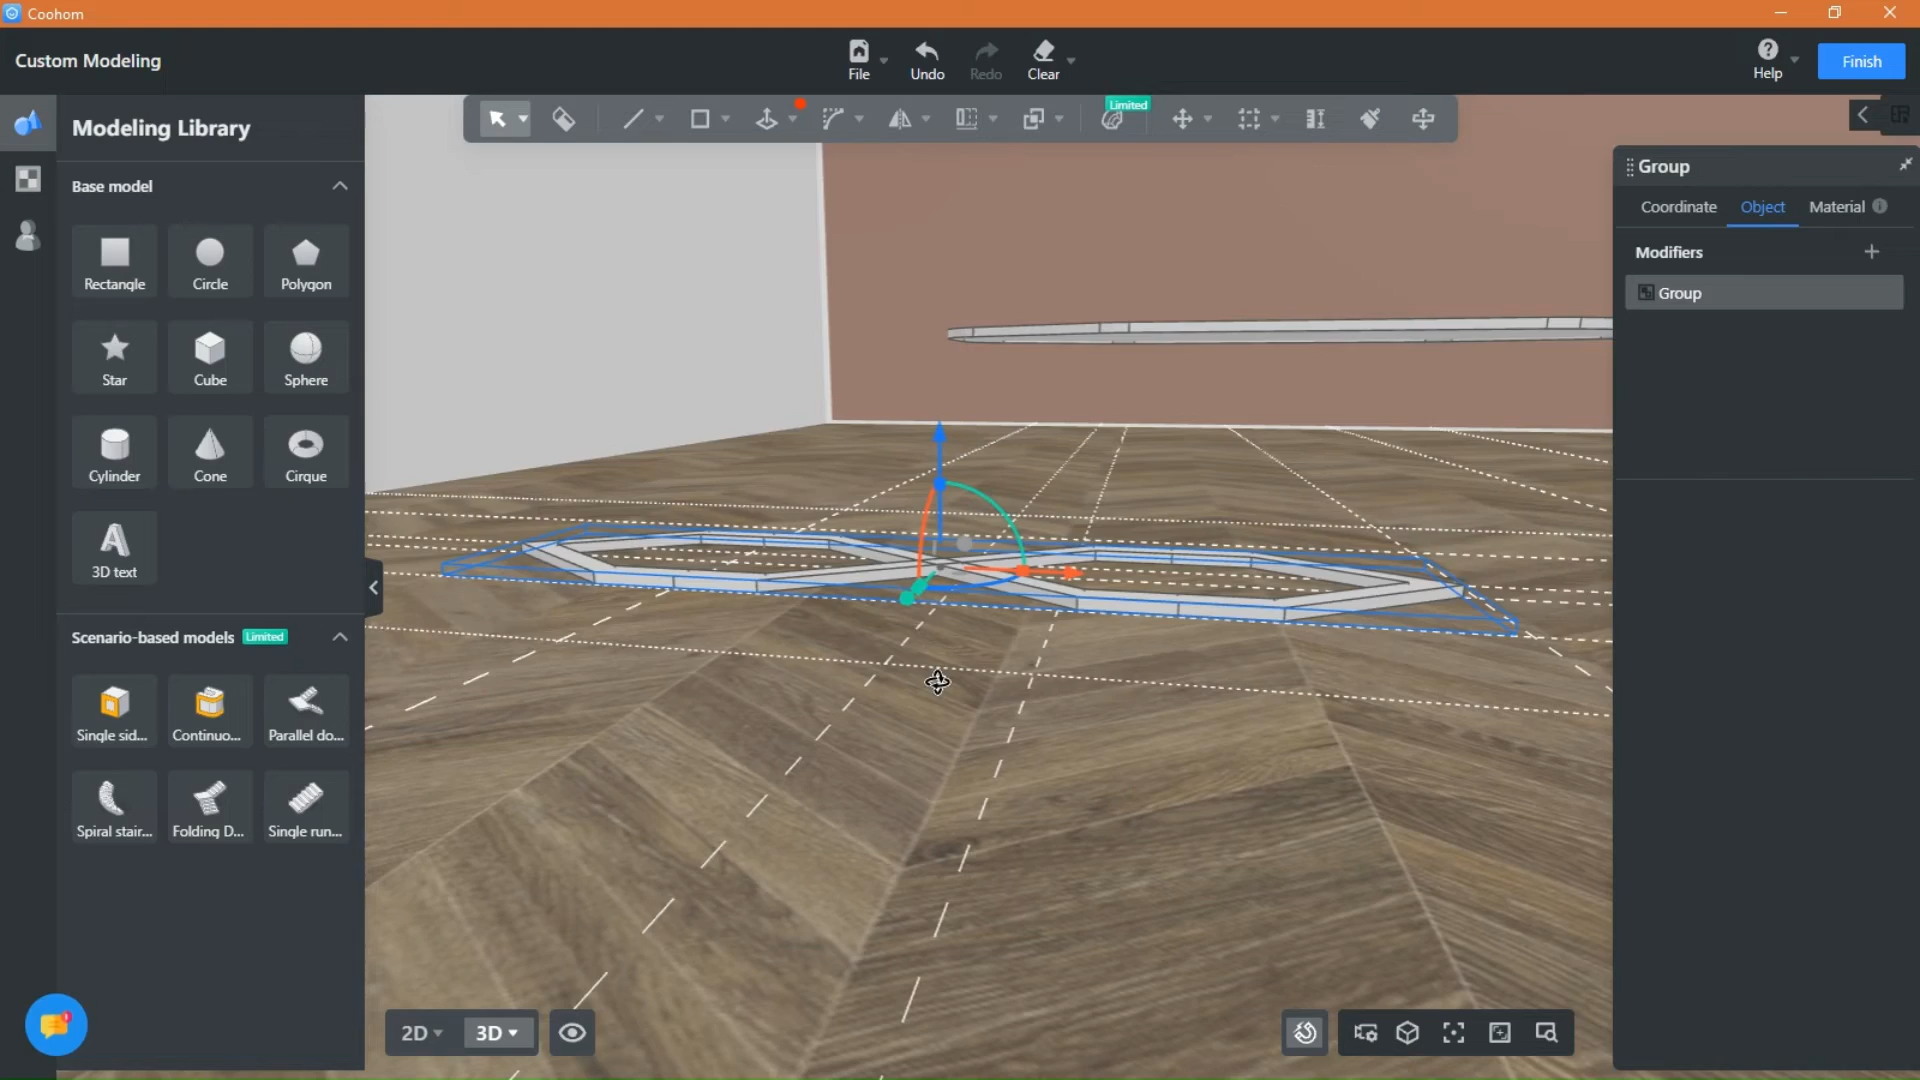 Coohom
Custom Modeling
File
Undo
Redo
Clear
Help
Finish
Modeling Library
Limited
Group
Base model
Coordinate
Object
Material
Modifiers
Rectangle
Circle
Polygon
Group
Star
Cube
Sphere
Cylinder
Cone
Cirque
3D text
Scenario-based models
Limited
Single sid...
Continuo...
Parallel do...
Spiral stair...
Folding D...
Single run...
2D
3D